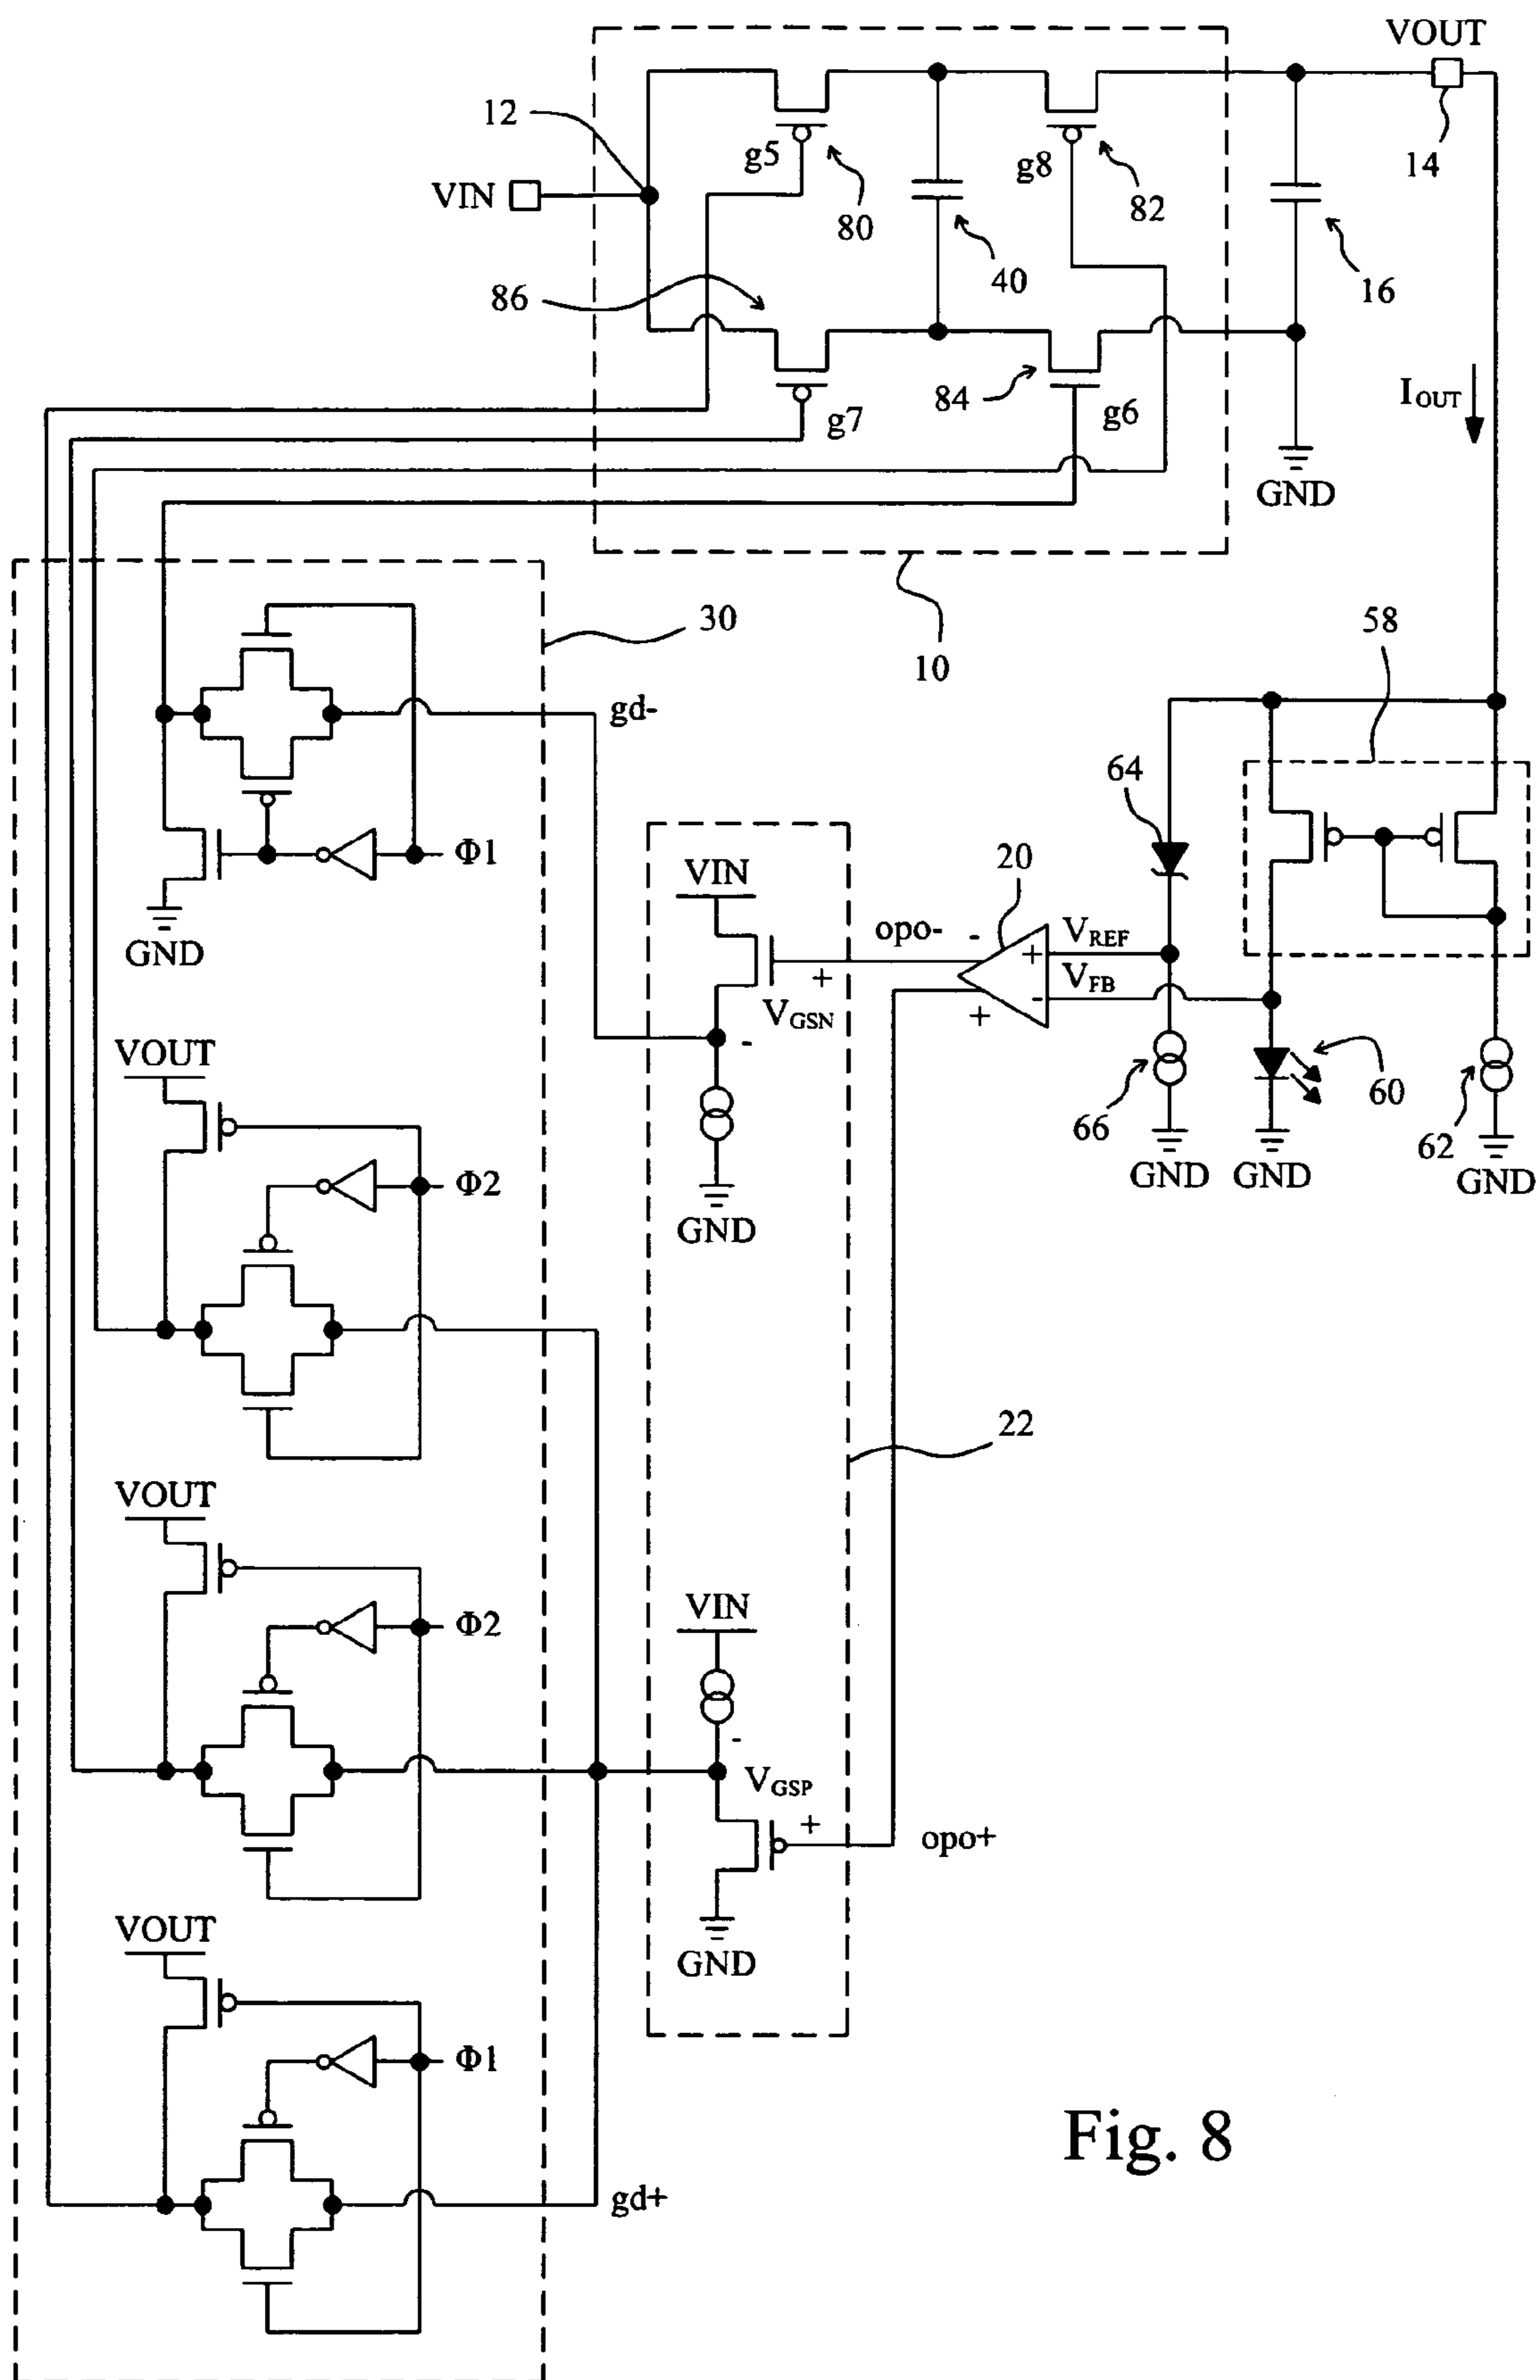 VOUT
12
g5
g8
14
VIN
80
82
40
16
86
84
g7
g6
IOUT
GND
30
10
58
gd-
64
Φ1
VIN
20
opo-
-
+
VREF
GND
+
VFB
-
VGSN
+
-
VOUT
60
66
62
Φ2
GND
GND
GND
GND
22
VOUT
VIN
Φ2
-
VGSP
+
opo+
VOUT
GND
Φ1
Fig. 8
gd+